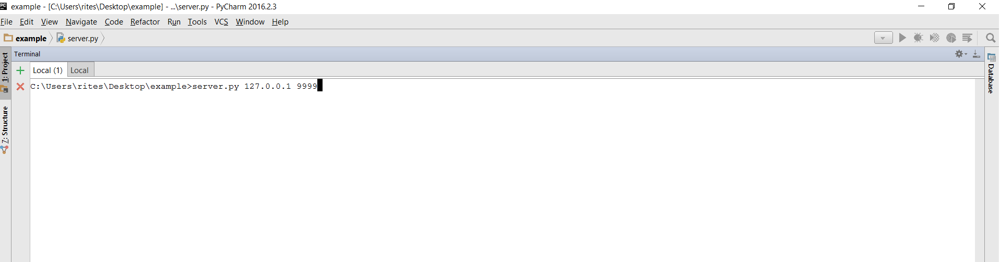 PC example - [C:\Users\rites\Desktop\example] - ...\server.py - PyCharm 2016.2.3
File Edit View Navigate Code Refactor Run Tools VCS Window Help
example server.py
Terminal
Local (1) Local
C:\Users\rites\Desktop\example>server.py 127.0.0.1 9999
1: Project
7: Structure
Database